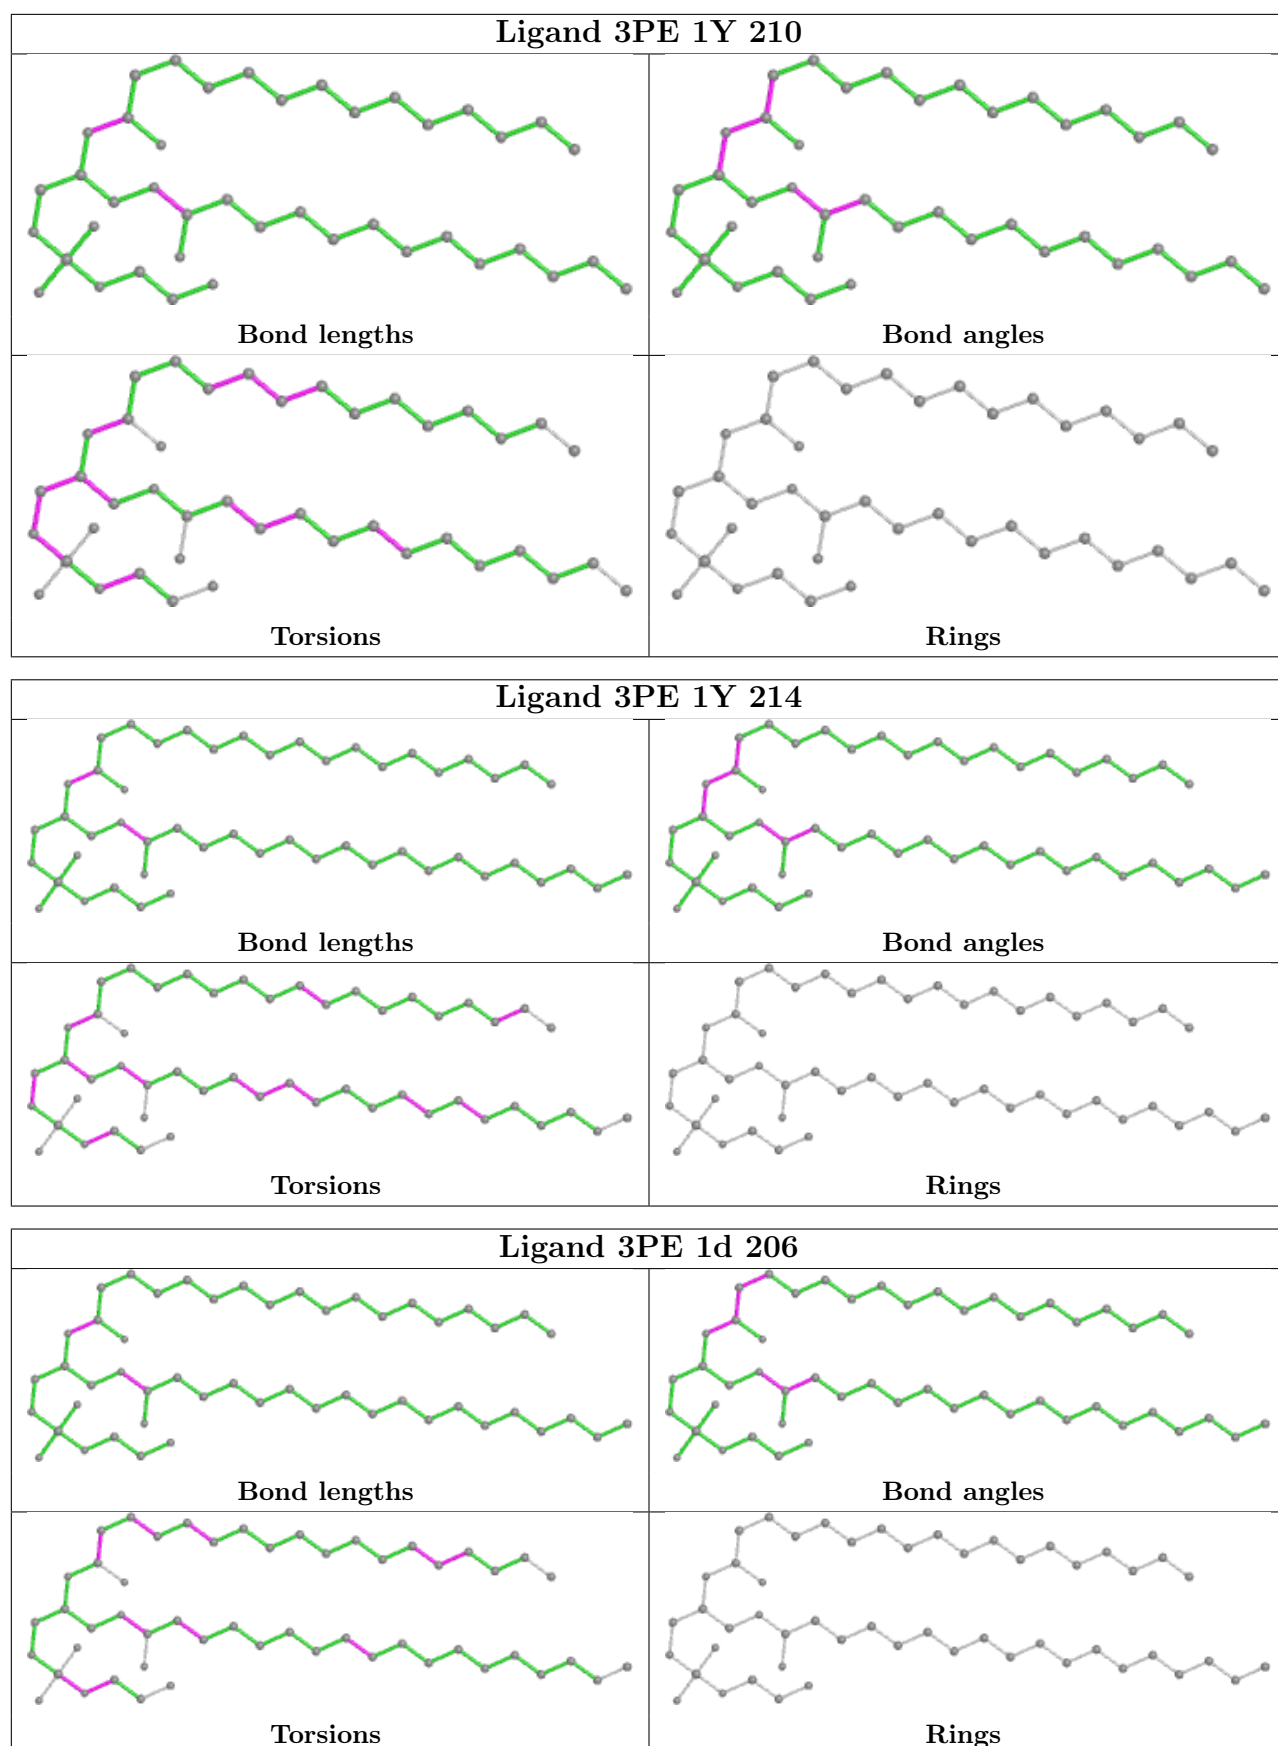 Ligand 3PE 1Y 210
Bond lengths
Bond angles
Torsions
Rings
Ligand 3PE 1Y 214
Bond lengths
Bond angles
Torsions
Rings
Ligand 3PE 1d 206
Bond lengths
Bond angles
Torsions
Rings